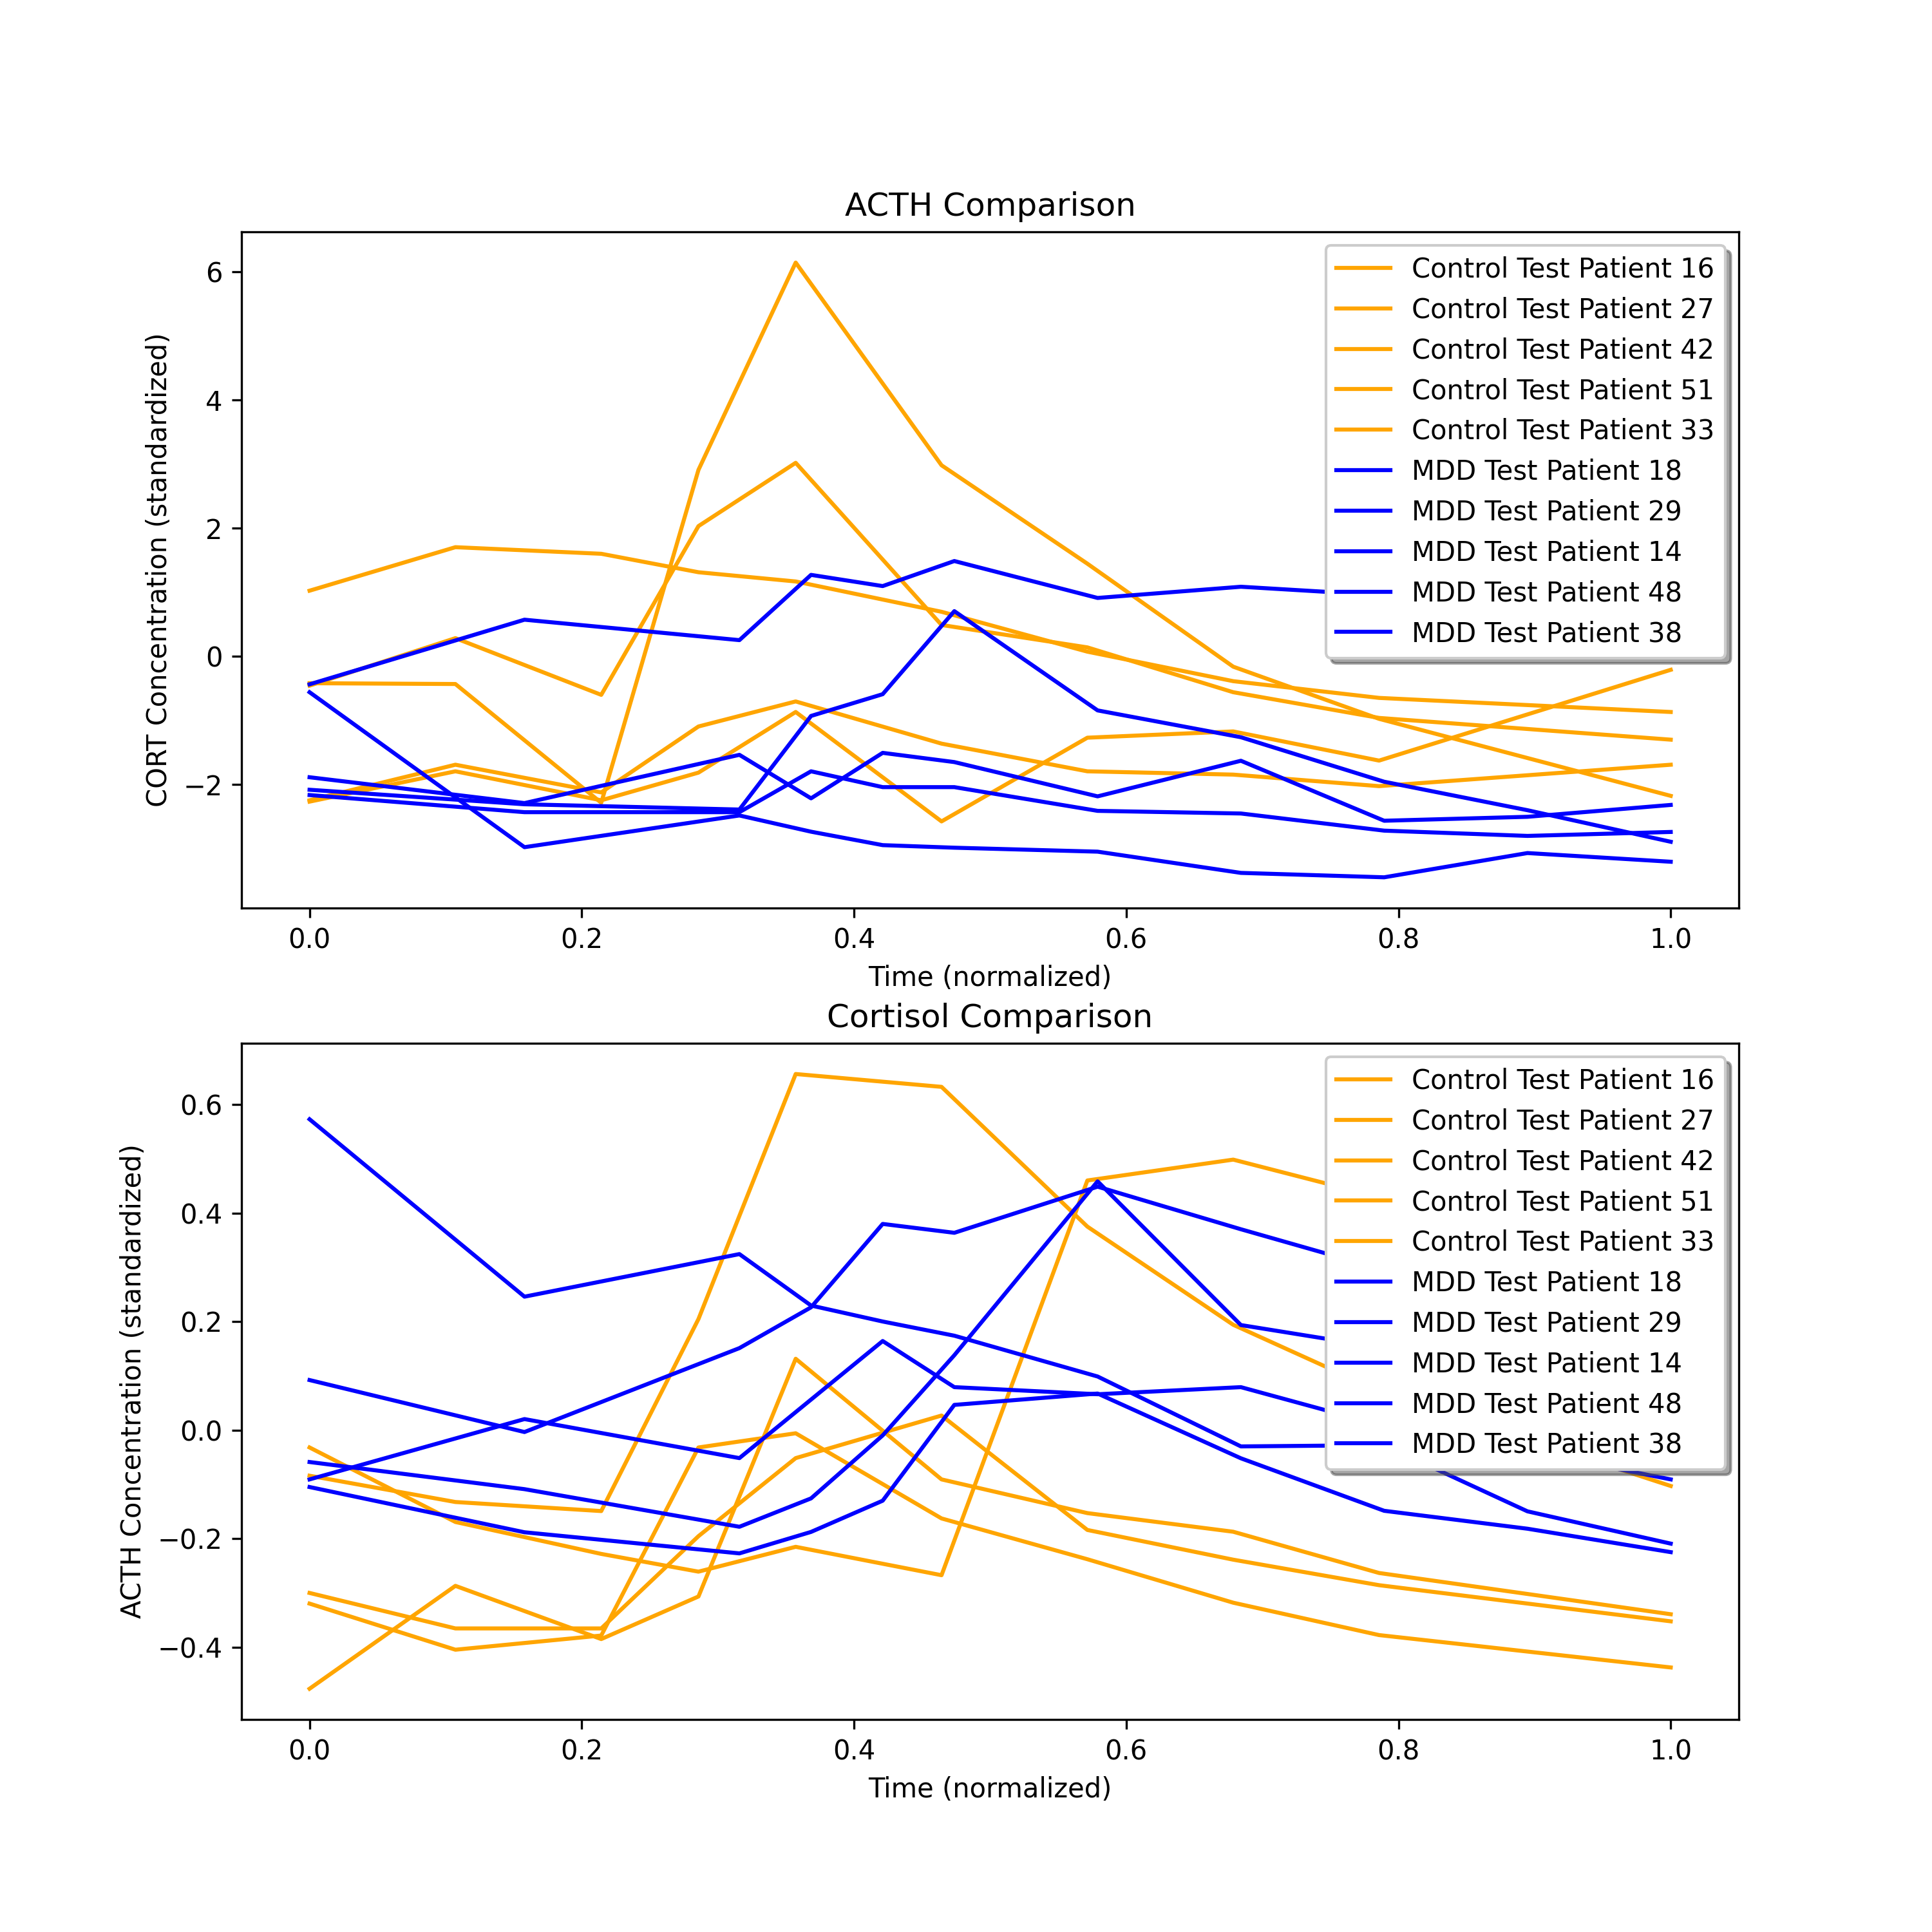 ACTH Comparison
CORT Concentration (standardized)
6
4
2
0
−2
Control Test Patient 16
Control Test Patient 27
Control Test Patient 42
Control Test Patient 51
Control Test Patient 33
MDD Test Patient 18
MDD Test Patient 29
MDD Test Patient 14
MDD Test Patient 48
MDD Test Patient 38
0.0 0.2 0.4 0.6 0.8 1.0
Time (normalized)
Cortisol Comparison
ACTH Concentration (standardized)
0.6
0.4
0.2
0.0
−0.2
−0.4
Control Test Patient 16
Control Test Patient 27
Control Test Patient 42
Control Test Patient 51
Control Test Patient 33
MDD Test Patient 18
MDD Test Patient 29
MDD Test Patient 14
MDD Test Patient 48
MDD Test Patient 38
0.0 0.2 0.4 0.6 0.8 1.0
Time (normalized)